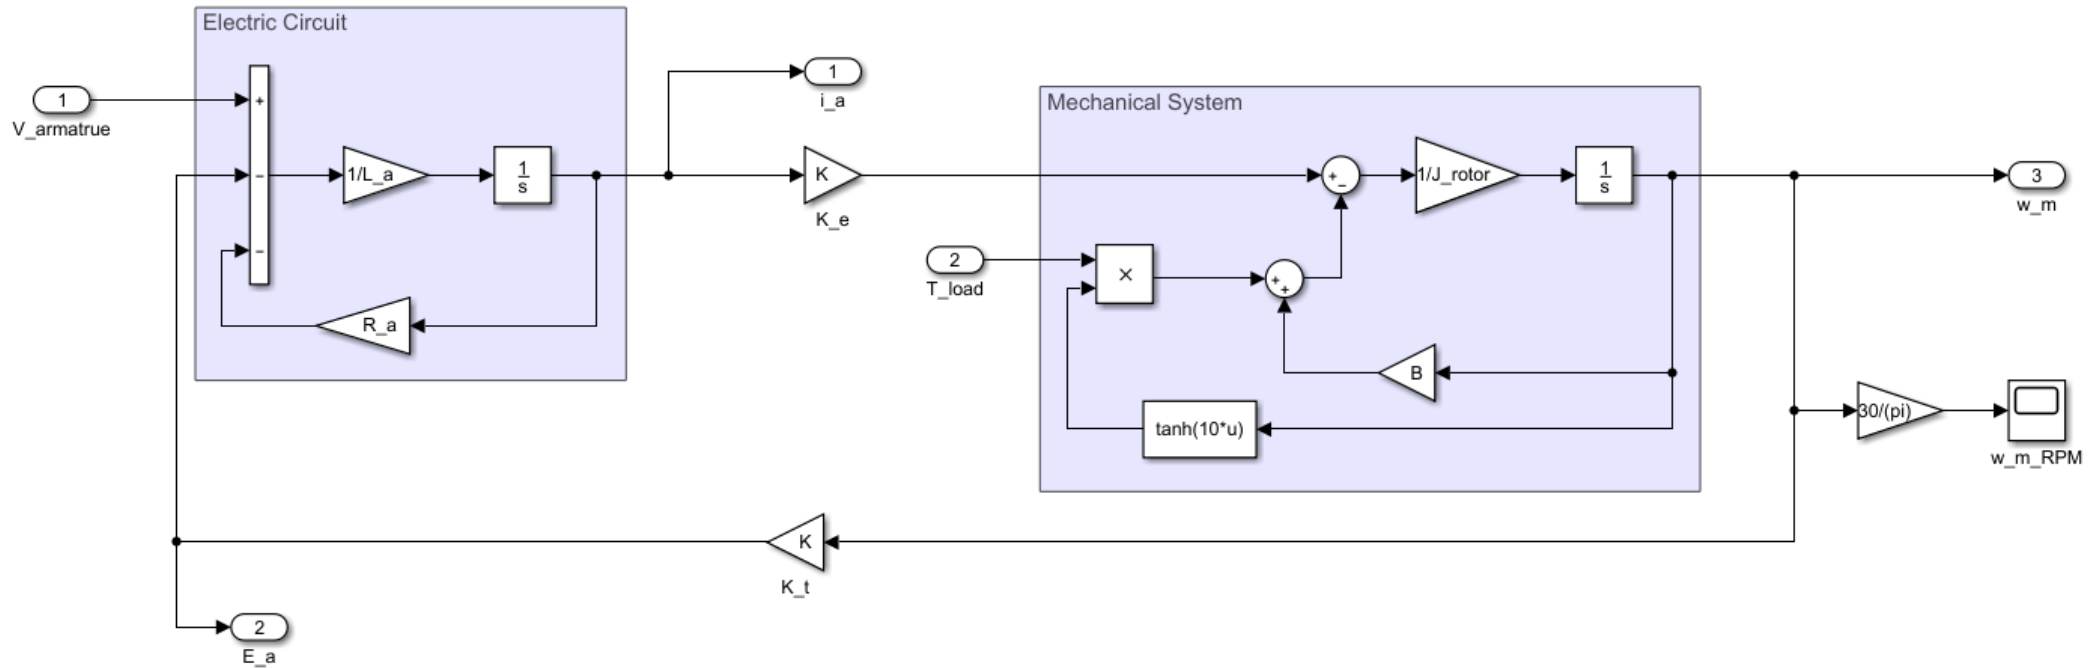 Electric Circuit
1
V_armatrue
+
−
−
1/L_a
1
s
R_a
1
i_a
K
K_e
Mechanical System
2
T_load
×
+
−
1/J_rotor
1
s
+
+
B
tanh(10*u)
3
w_m
30/(pi)
w_m_RPM
K
K_t
2
E_a